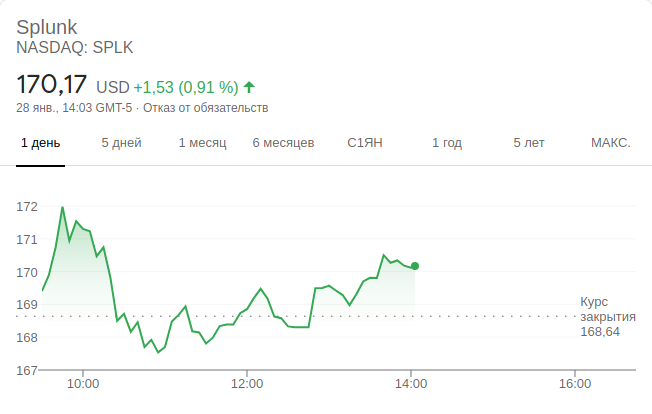 Splunk
NASDAQ: SPLK
170,17 USD +1,53 (0,91 %) ↑
28 янв., 14:03 GMT-5 · Отказ от обязательств
1 день 5 дней 1 месяц 6 месяцев С1ЯН 1 год 5 лет МАКС.
172
171
170
169
168
167
Курс
закрытия
168,64
10:00 12:00 14:00 16:00